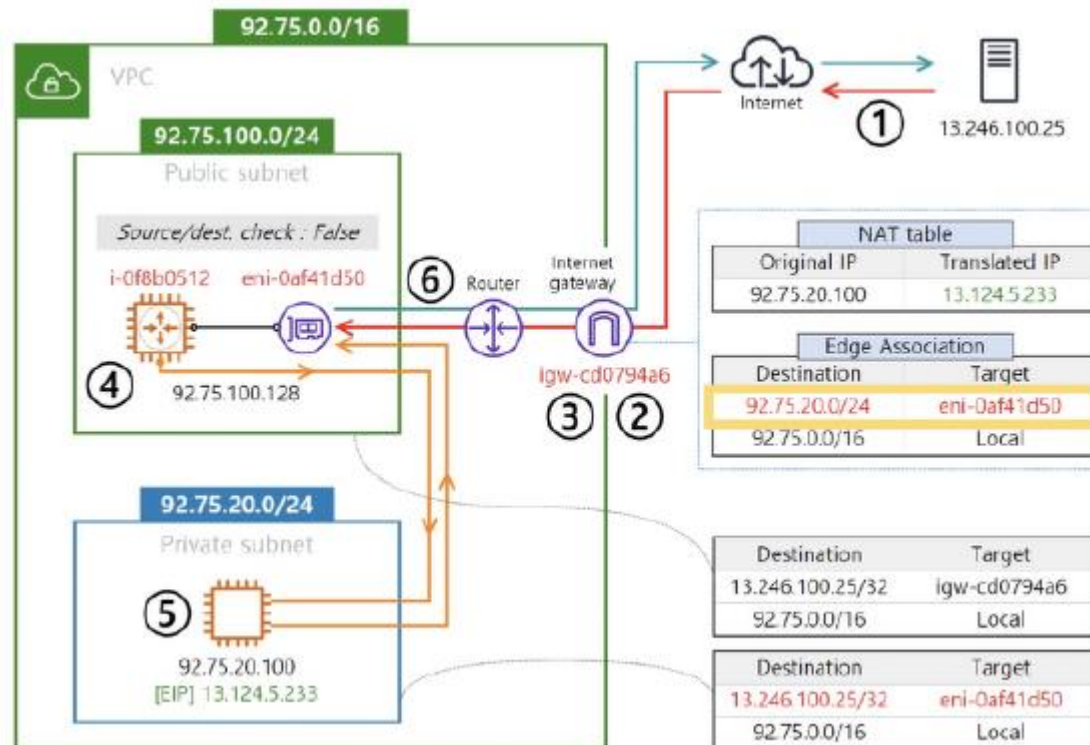 92.75.0.0/16
VPC
Internet
①
13.246.100.25
92.75.100.0/24
Public subnet
Source/dest. check : False
i-0f8b0512 eni-0af41d50
⑥
Router
Internet
gateway
④
92.75.100.128
igw-cd0794a6
③ ②
NAT table
Original IP Translated IP
92.75.20.100 13.124.5.233
Edge Association
Destination Target
92.75.20.0/24 eni-0af41d50
92.75.0.0/16 Local
92.75.20.0/24
Private subnet
⑤
92.75.20.100
[EIP] 13.124.5.233
Destination Target
13.246.100.25/32 igw-cd0794a6
92.75.0.0/16 Local
Destination Target
13.246.100.25/32 eni-0af41d50
92.75.0.0/16 Local